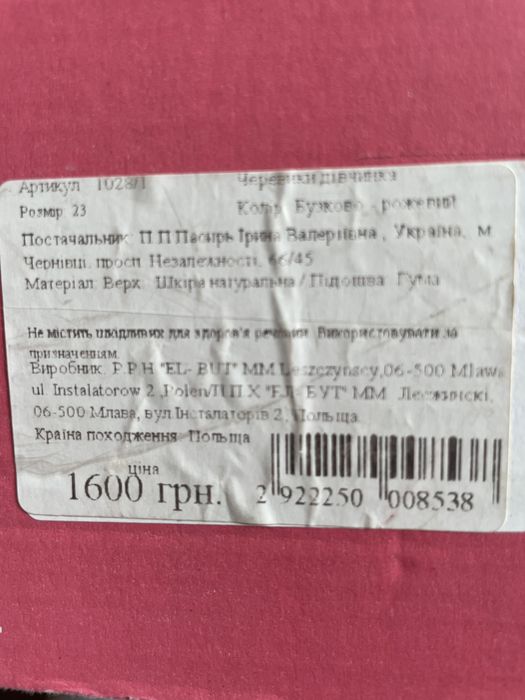 Артикул 1028/1 Черевики дівчинка
Розмір 23 Колір Бузково - рожевий
Постачальник П П Пасирь Ірина Валеріївна , Україна, м
Чернівці, просп Незалежності, 66/45
Матеріал Верх Шкіра натуральна / Підошва Гума
Не містить шкідливих для здоров'я речовин Використовувати за
призначенням.
Виробник. P.P.H "EL- BUT" MM Leszczynscy,06-500 Mlawa
ul. Instalatorow 2 ,Polen/П.П.Х "ЕЛ- БУТ" ММ Лещзинскі,
06-500 Млава, вул Інсталаторів 2, Польща
Країна походження Польща
ціна
1600 грн.
2 922250 008538